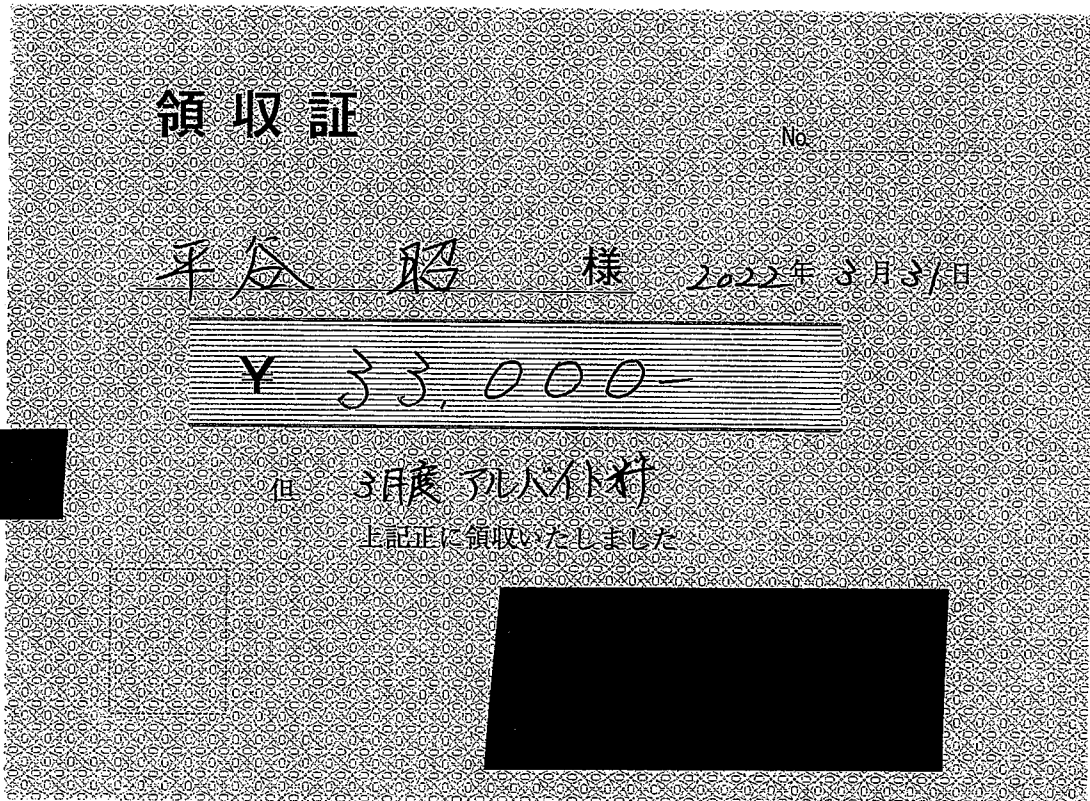 領収証
No.
平谷 昭 様 2022年3月31日
¥33,000-
但 3月度 アルバイト料
上記正に領収いたしました